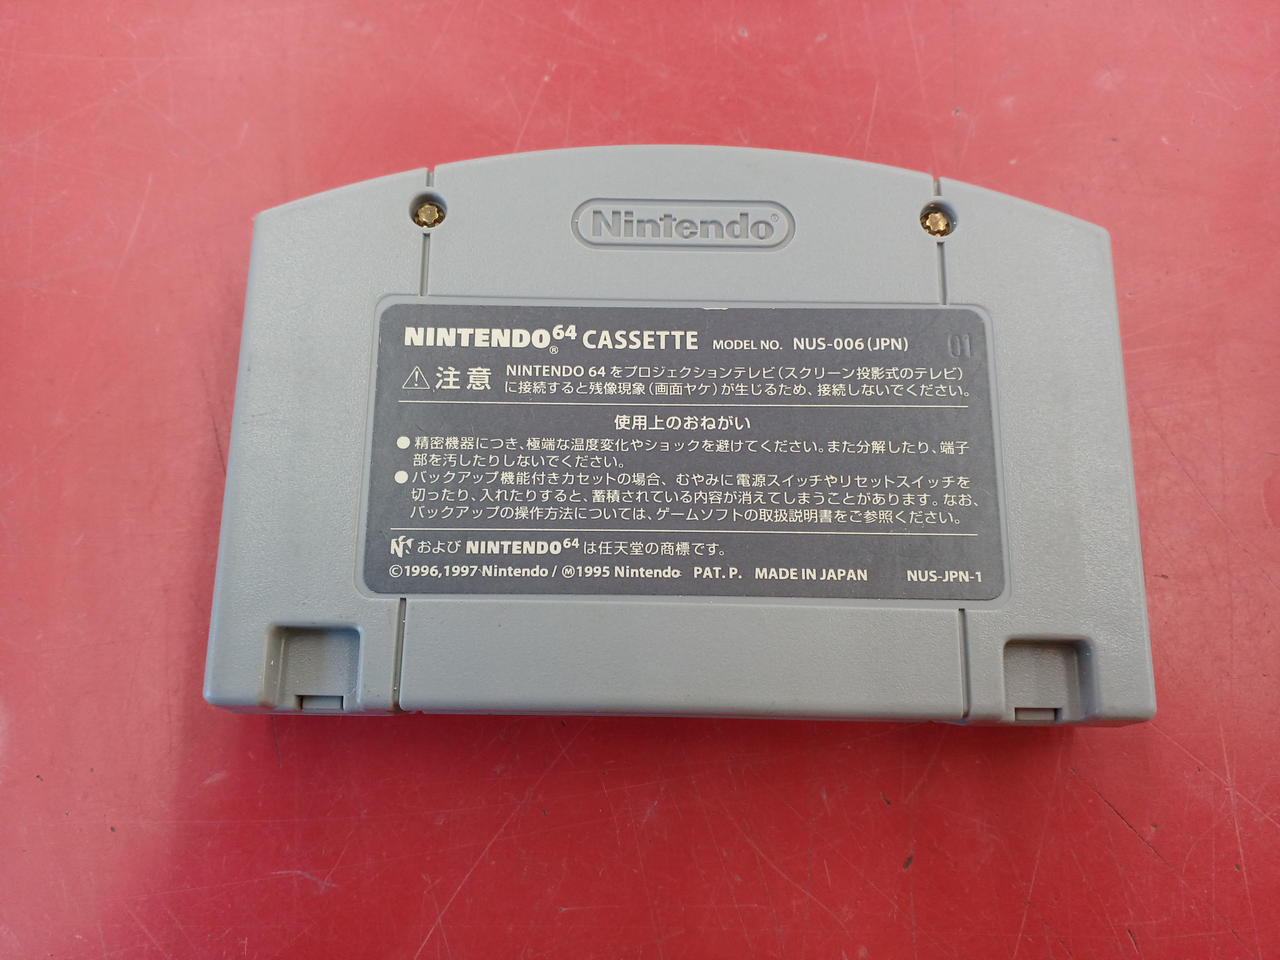 Nintendo®
NINTENDO64® CASSETTE MODEL NO. NUS-006(JPN) 01
⚠注意 NINTENDO 64 をプロジェクションテレビ(スクリーン投影式のテレビ)
に接続すると残像現象(画面ヤケ)が生じるため、接続しないでください。
使用上のおねがい
●精密機器につき、極端な温度変化やショックを避けてください。また分解したり、端子
部を汚したりしないでください。
●バックアップ機能付きカセットの場合、むやみに電源スイッチやリセットスイッチを
切ったり、入れたりすると、蓄積されている内容が消えてしまうことがあります。なお、
バックアップの操作方法については、ゲームソフトの取扱説明書をご参照ください。
および NINTENDO64 は任天堂の商標です。
©1996,1997 Nintendo / Ⓜ1995 Nintendo PAT. P. MADE IN JAPAN NUS-JPN-1